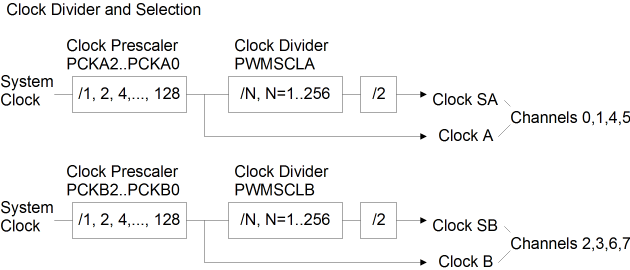 Clock Divider and Selection
Clock Prescaler
PCKA2..PCKA0
Clock Divider
PWMSCLA
System
Clock
/1, 2, 4,..., 128
/N, N=1..256
/2
Clock SA
Channels 0,1,4,5
Clock A
Clock Prescaler
PCKB2..PCKB0
Clock Divider
PWMSCLB
System
Clock
/1, 2, 4,..., 128
/N, N=1..256
/2
Clock SB
Channels 2,3,6,7
Clock B